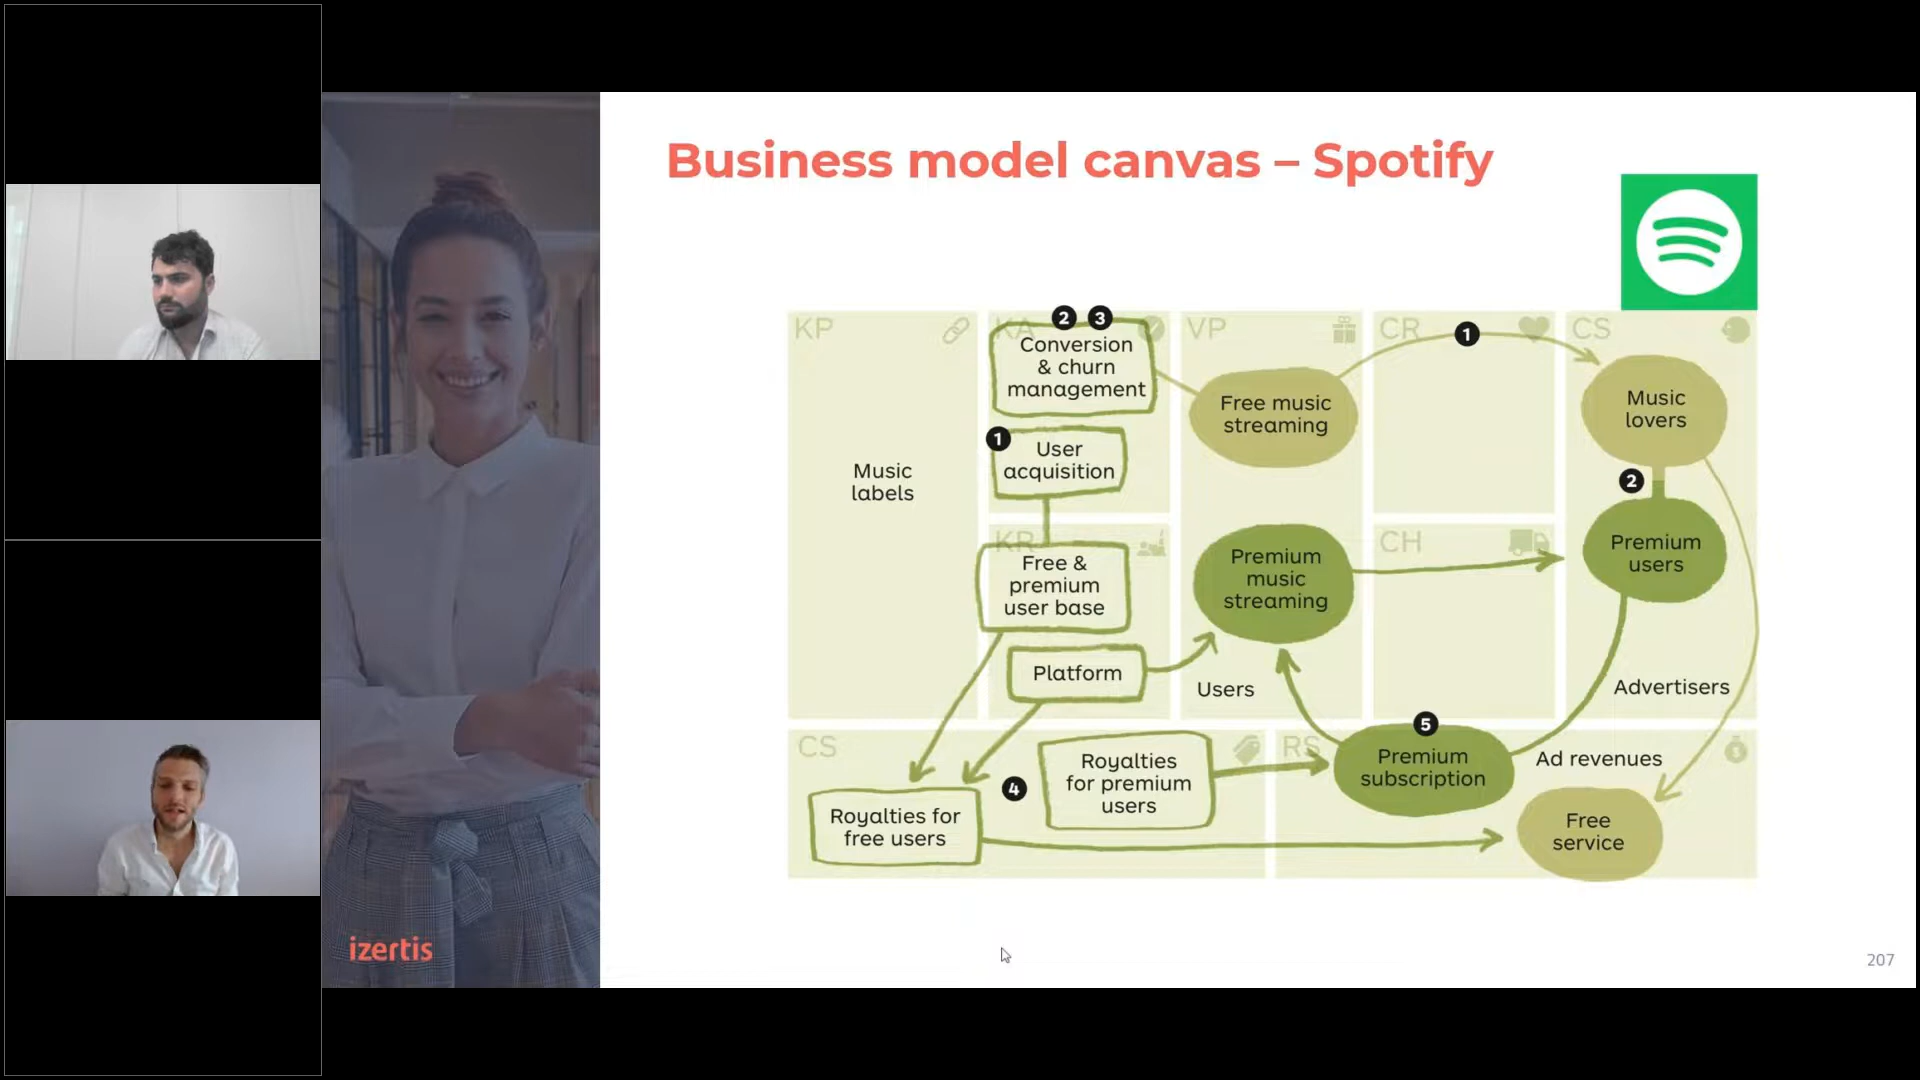 Business model canvas – Spotify
KP
KA
VP
CR
CS
2
3
1
Conversion
& churn
management
Free music
streaming
Music
lovers
1
User
acquisition
Music
labels
2
KR
CH
Free &
premium
user base
Premium
music
streaming
Premium
users
Platform
Users
Advertisers
CS
RS
5
4
Royalties
for premium
users
Premium
subscription
Ad revenues
Royalties for
free users
Free
service
izertis
207